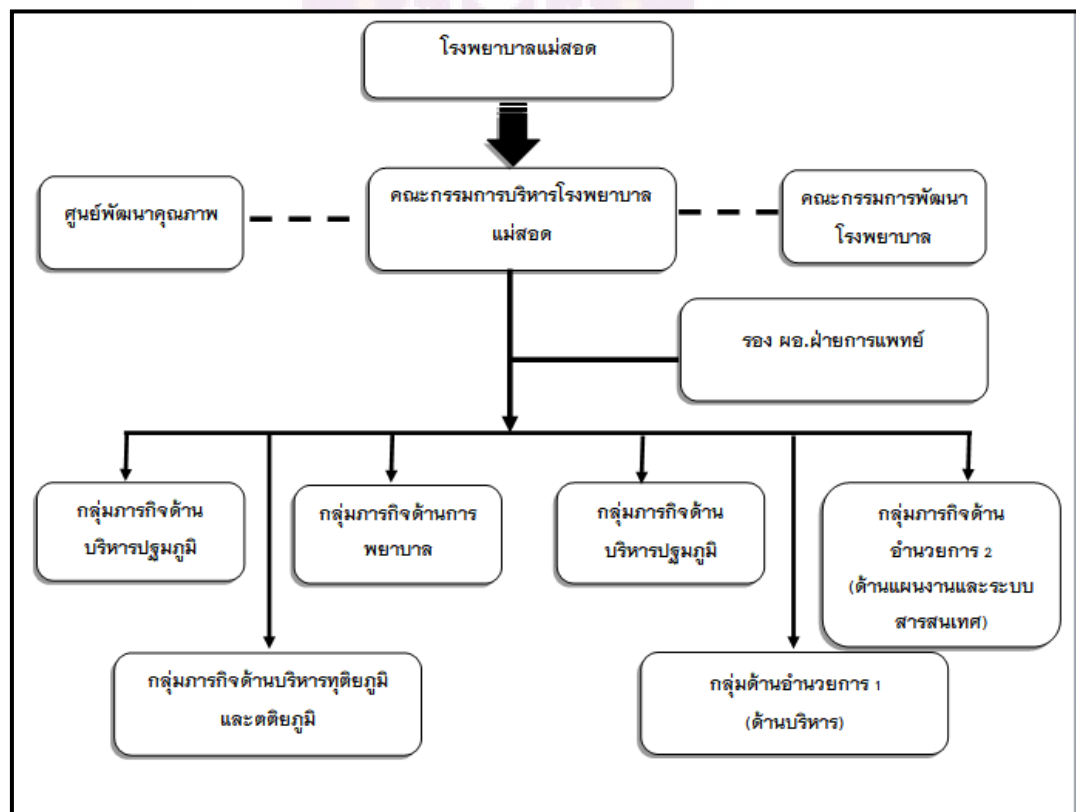 โรงพยาบาลแม่สอด
คณะกรรมการบริหารโรงพยาบาล
แม่สอด
ศูนย์พัฒนาคุณภาพ
คณะกรรมการพัฒนา
โรงพยาบาล
รอง ผอ.ฝ่ายการแพทย์
กลุ่มภารกิจด้าน
บริหารปฐมภูมิ
กลุ่มภารกิจด้านการ
พยาบาล
กลุ่มภารกิจด้าน
บริหารปฐมภูมิ
กลุ่มภารกิจด้าน
อำนวยการ 2
(ด้านแผนงานและระบบ
สารสนเทศ)
กลุ่มภารกิจด้านบริหารทุติยภูมิ
และตติยภูมิ
กลุ่มด้านอำนวยการ 1
(ด้านบริหาร)